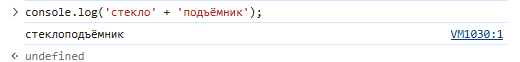 > console.log('стекло' + 'подъёмник');
стеклоподъёмник VM1030:1
<· undefined